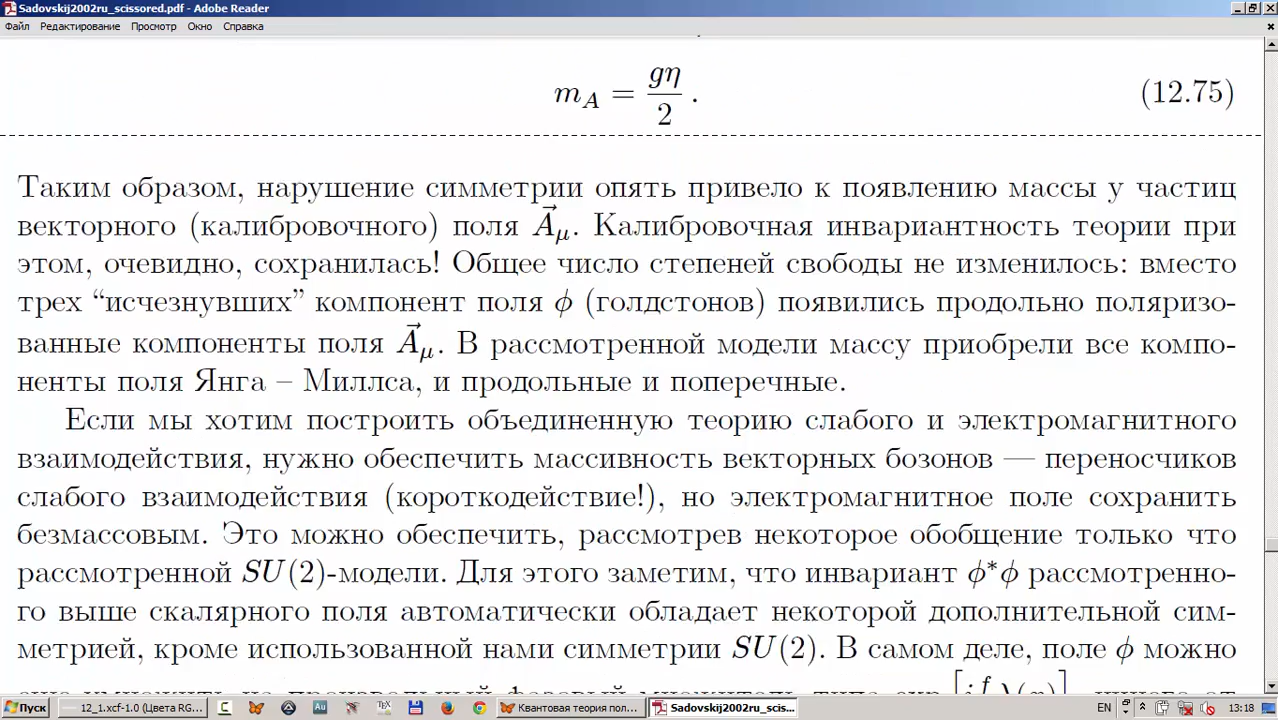 Sadovskij2002ru_scissored.pdf - Adobe Reader
Файл Редактирование Просмотр Окно Справка
m_A = gη/2 . (12.75)
Таким образом, нарушение симметрии опять привело к появлению массы у частиц
векторного (калибровочного) поля A⃗_μ. Калибровочная инвариантность теории при
этом, очевидно, сохранилась! Общее число степеней свободы не изменилось: вместо
трех “исчезнувших” компонент поля ϕ (голдстонов) появились продольно поляризо-
ванные компоненты поля A⃗_μ. В рассмотренной модели массу приобрели все компо-
ненты поля Янга – Миллса, и продольные и поперечные.
Если мы хотим построить объединенную теорию слабого и электромагнитного
взаимодействия, нужно обеспечить массивность векторных бозонов — переносчиков
слабого взаимодействия (короткодействие!), но электромагнитное поле сохранить
безмассовым. Это можно обеспечить, рассмотрев некоторое обобщение только что
рассмотренной SU(2)-модели. Для этого заметим, что инвариант ϕ*ϕ рассмотренно-
го выше скалярного поля автоматически обладает некоторой дополнительной сим-
метрией, кроме использованной нами симметрии SU(2). В самом деле, поле ϕ можно
Пуск 12_1.xcf-1.0 (Цвета RG... Квантовая теория пол... Sadovskij2002ru_scis... EN 13:18